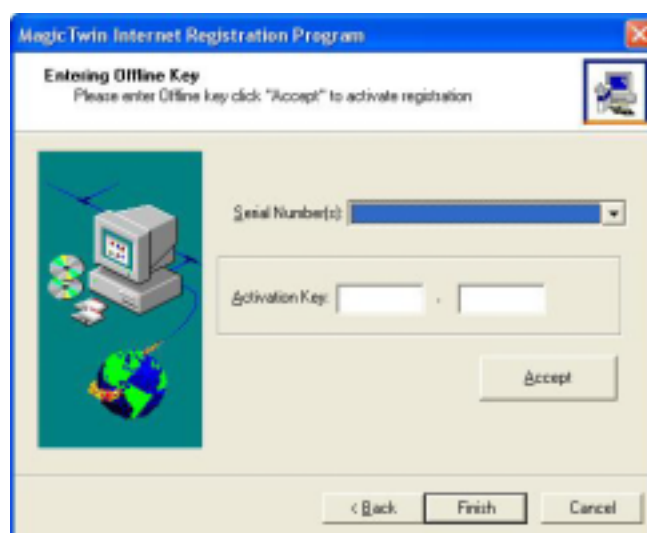 MagicTwin Internet Registration Program
Entering Offline Key
Please enter Offline key click "Accept" to activate registration
Serial Number(s):
Activation Key: -
Accept
< Back Finish Cancel